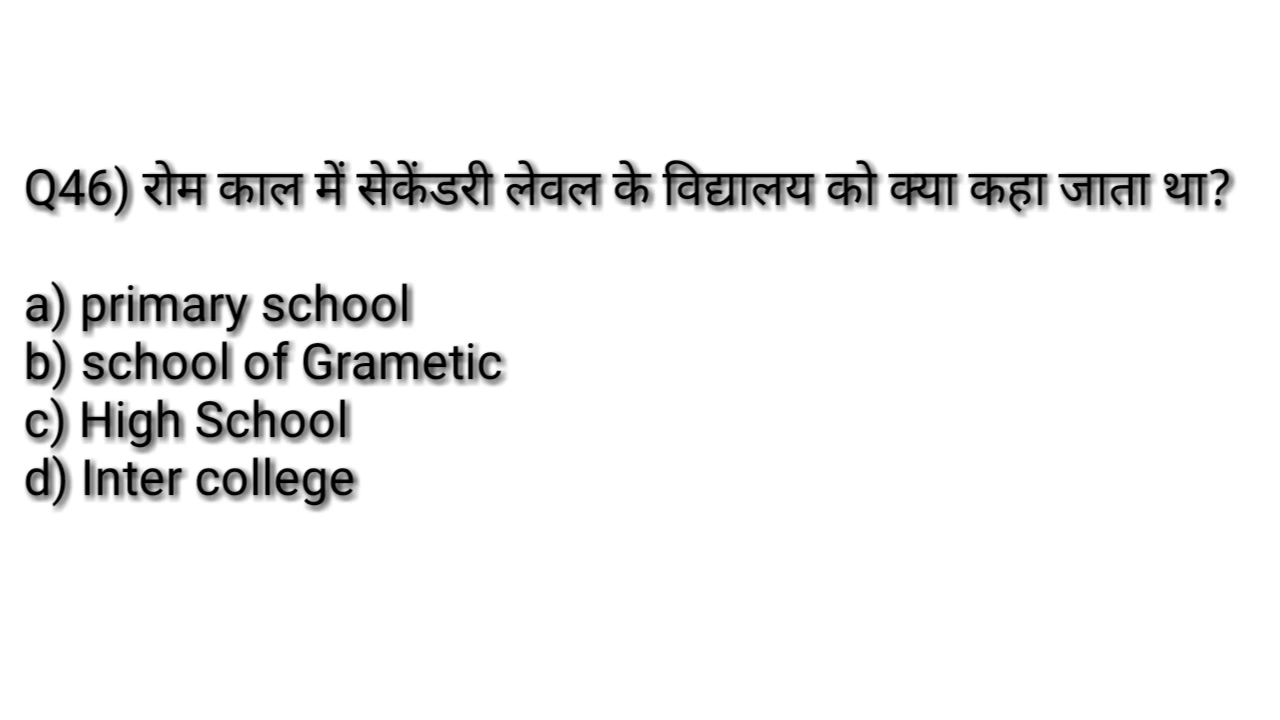 Q46) रोम काल में सेकेंडरी लेवल के विद्यालय को क्या कहा जाता था?
a) primary school
b) school of Grametic
c) High School
d) Inter college